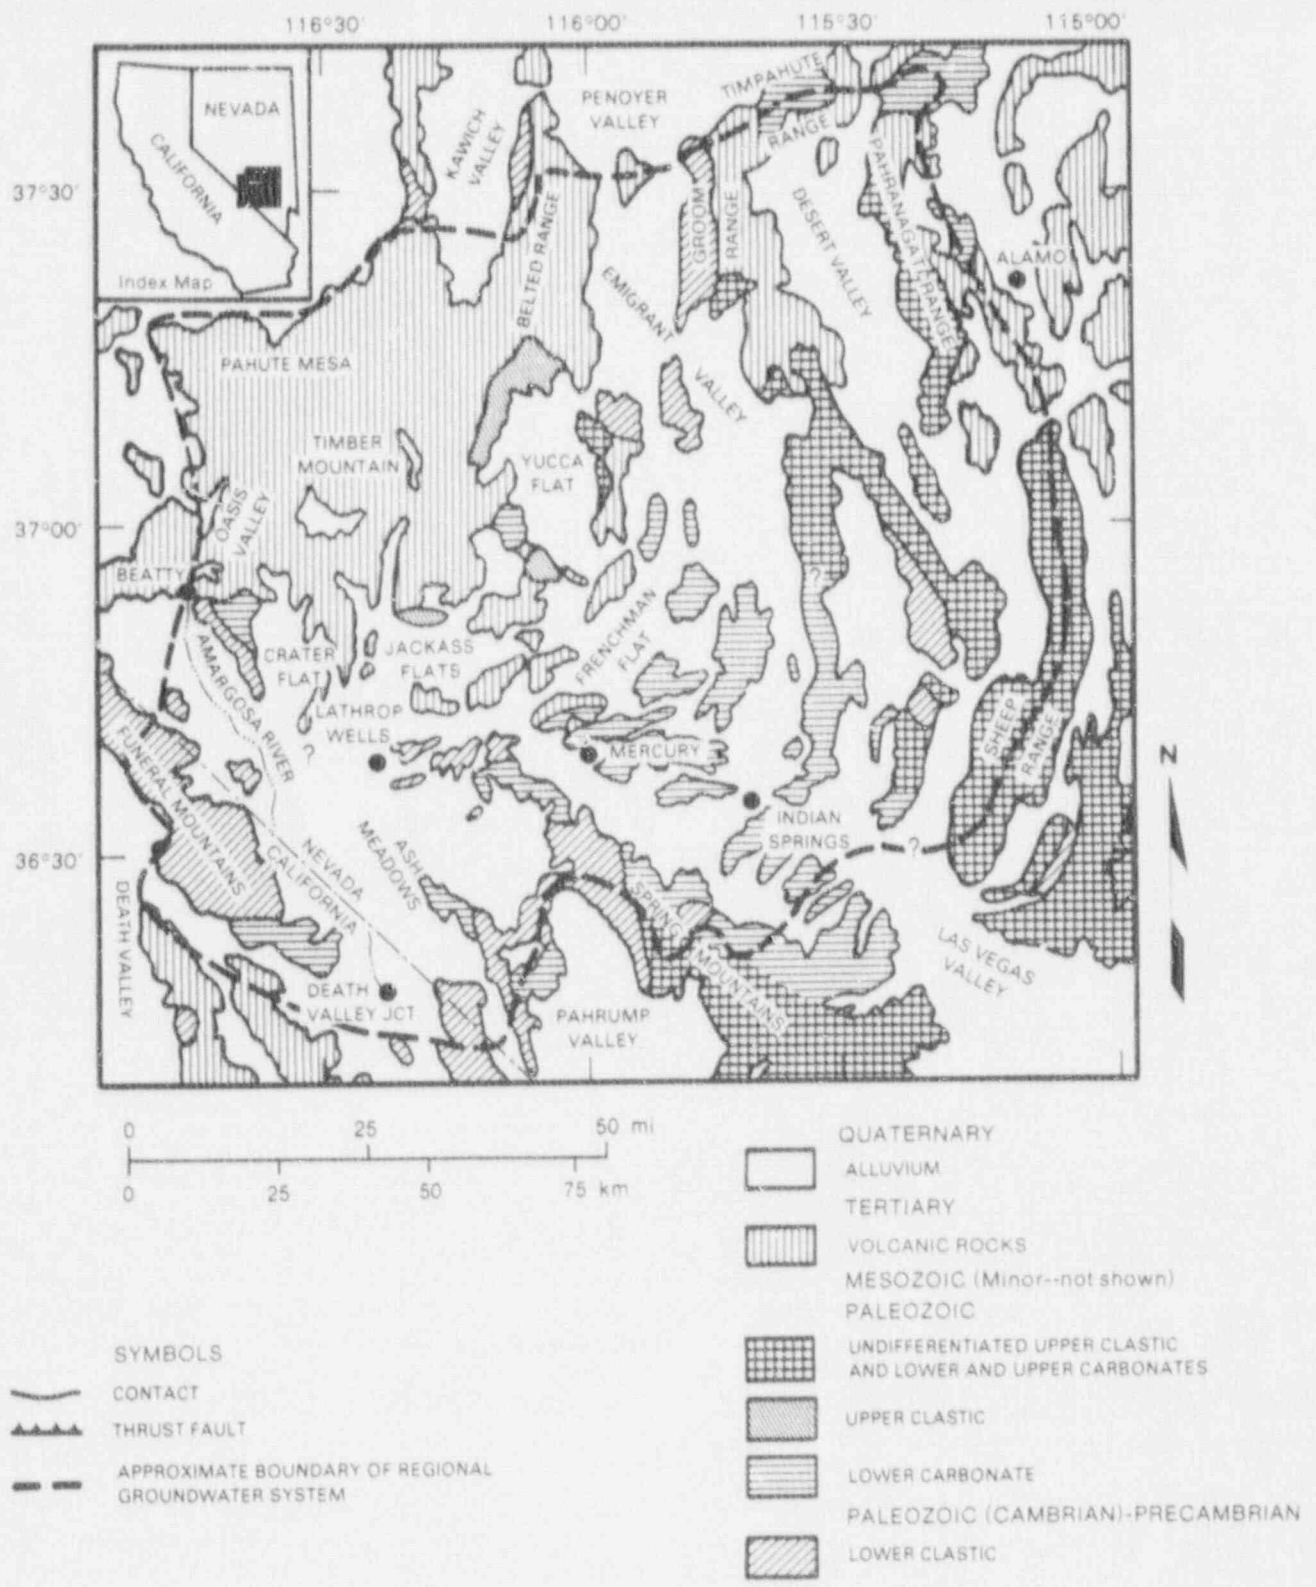 116°30'
116°00'
115°30'
115°00'
NEVADA
CALIFORNIA
Index Map
KAWICH
VALLEY
PENOYER
VALLEY
TIMPAHUTE
RANGE
37°30'
BELTED RANGE
GROOM
RANGE
DESERT VALLEY
PAHRANAGAT RANGE
ALAMO
EMIGRANT
VALLEY
PAHUTE MESA
TIMBER
MOUNTAIN
YUCCA
FLAT
OASIS
VALLEY
37°00'
BEATTY
?
AMARGOSA RIVER
CRATER
FLAT
JACKASS
FLATS
FRENCHMAN
FLAT
LATHROP
WELLS
?
MERCURY
SHEEP
RANGE
N
FUNERAL MOUNTAINS
INDIAN
SPRINGS
?
36°30'
NEVADA
CALIFORNIA
ASH
MEADOWS
DEATH VALLEY
SPRING MOUNTAINS
LAS VEGAS
VALLEY
DEATH
VALLEY JCT
PAHRUMP
VALLEY
0 25 50 mi
0 25 50 75 km
QUATERNARY
ALLUVIUM
TERTIARY
VOLCANIC ROCKS
MESOZOIC (Minor--not shown)
PALEOZOIC
UNDIFFERENTIATED UPPER CLASTIC
AND LOWER AND UPPER CARBONATES
UPPER CLASTIC
LOWER CARBONATE
PALEOZOIC (CAMBRIAN)-PRECAMBRIAN
LOWER CLASTIC
SYMBOLS
CONTACT
THRUST FAULT
APPROXIMATE BOUNDARY OF REGIONAL
GROUNDWATER SYSTEM